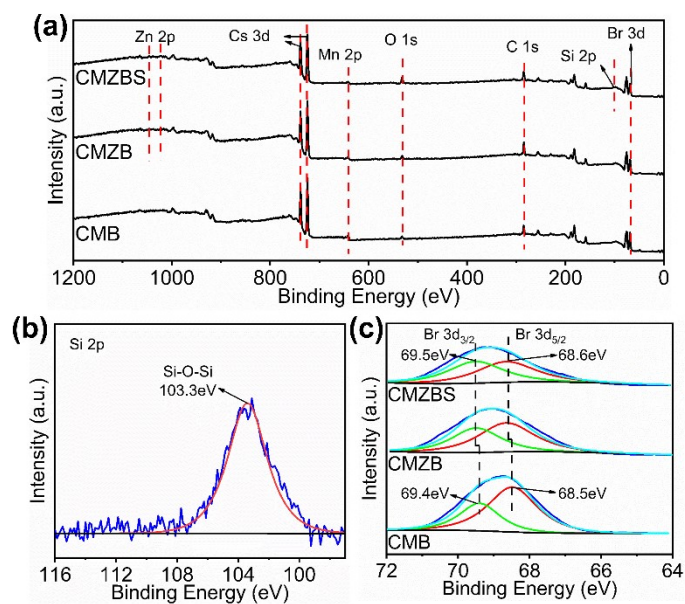 (a)
Zn 2p
Cs 3d
Mn 2p
O 1s
C 1s
Si 2p
Br 3d
CMZBS
CMZB
CMB
Intensity (a.u.)
1200 1000 800 600 400 200 0
Binding Energy (eV)
(b)
Si 2p
Si-O-Si
103.3eV
Intensity (a.u.)
116 112 108 104 100
Binding Energy (eV)
(c)
Br 3d3/2 Br 3d5/2
69.5eV 68.6eV
CMZBS
CMZB
69.4eV 68.5eV
CMB
Intensity (a.u.)
72 70 68 66 64
Binding Energy (eV)